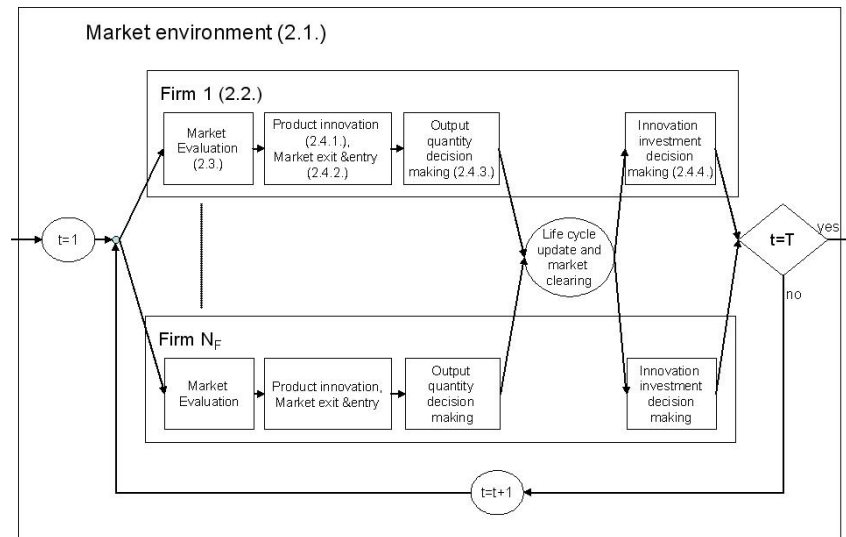 Market environment (2.1.)
Firm 1 (2.2.)
Market
Evaluation
(2.3.)
Product innovation
(2.4.1.),
Market exit &entry
(2.4.2.)
Output
quantity
decision
making (2.4.3.)
Innovation
investment
decision
making (2.4.4.)
t=1
Life cycle
update and
market
clearing
t=T
yes
no
Firm N_F
Market
Evaluation
Product innovation,
Market exit &entry
Output
quantity
decision
making
Innovation
investment
decision
making
t=t+1